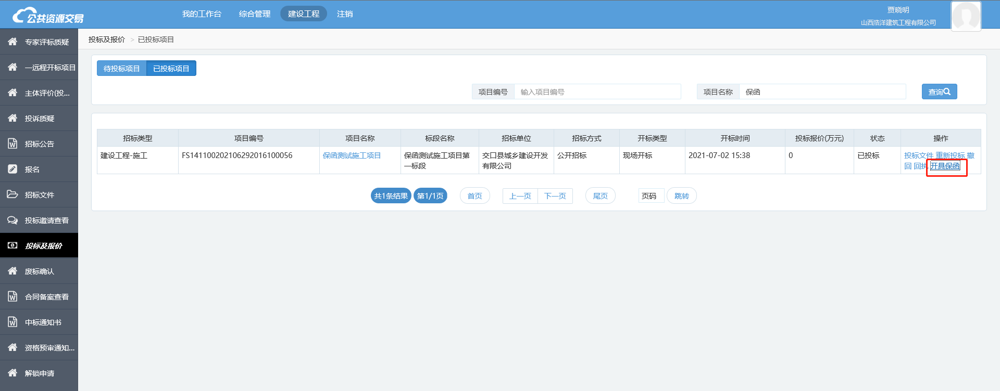 公共资源交易
我的工作台 综合管理 建设工程 注销
贾晓明
山西浩洋建筑工程有限公司
专家评标质疑
一远程开标项目
主体评价(投...
投诉质疑
招标公告
报名
招标文件
投标邀请查看
投标及报价
废标确认
合同备案查看
中标通知书
资格预审通知...
解锁申请
投标及报价 > 已投标项目
待投标项目 已投标项目
项目编号 输入项目编号 项目名称 保函 查询
招标类型 项目编号 项目名称 标段名称 招标单位 招标方式 开标类型 开标时间 投标报价(万元) 状态 操作
建设工程-施工 FS1411002021062920161​00056 保函测试施工项目 保函测试施工项目第 交口县城乡建设开发 公开招标 现场开标 2021-07-02 15:38 0 已投标 投标文件 重新投标 撤
一标段 有限公司 回 回执 开具保函
共1条结果 第1/1页 首页 上一页 下一页 尾页 页码 跳转